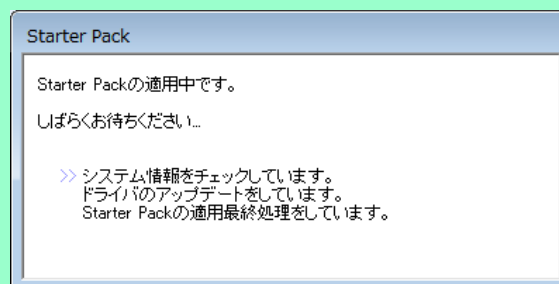 Starter Pack
Starter Packの適用中です。
しばらくお待ちください...
>> システム情報をチェックしています。
ドライバのアップデートをしています。
Starter Packの適用最終処理をしています。